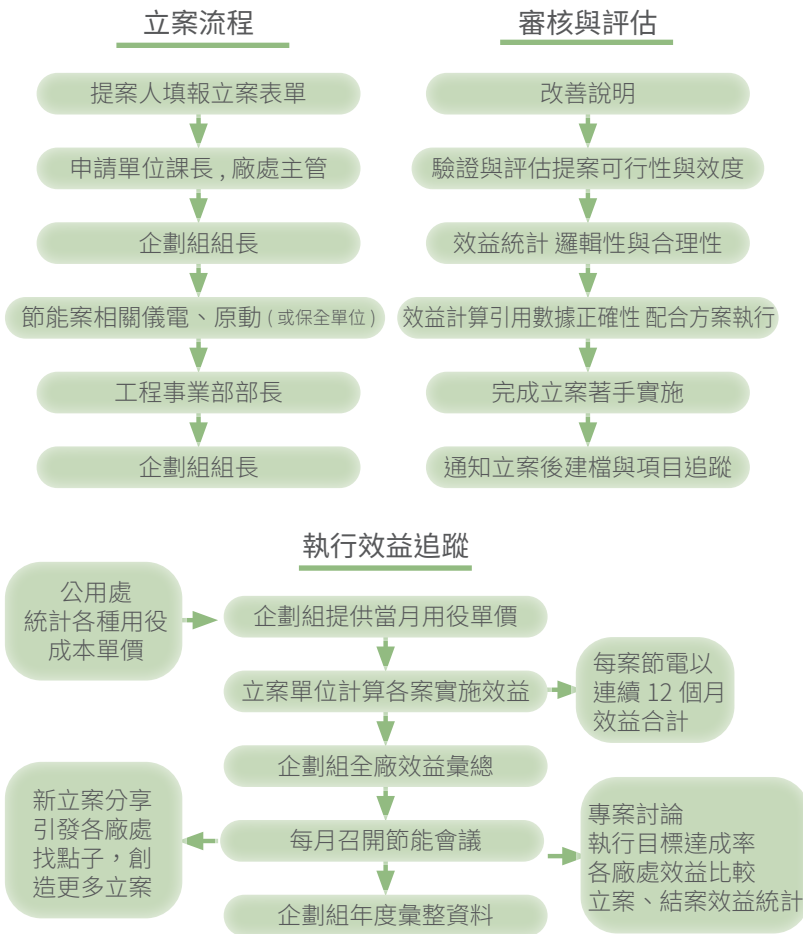 立案流程
提案人填報立案表單
申請單位課長 , 廠處主管
企劃組組長
節能案相關儀電、原動 ( 或保全單位 )
工程事業部部長
企劃組組長
審核與評估
改善說明
驗證與評估提案可行性與效度
效益統計 邏輯性與合理性
效益計算引用數據正確性 配合方案執行
完成立案著手實施
通知立案後建檔與項目追蹤
執行效益追蹤
公用處
統計各種用役
成本單價
企劃組提供當月用役單價
立案單位計算各案實施效益
每案節電以
連續 12 個月
效益合計
企劃組全廠效益彙總
新立案分享
引發各廠處
找點子，創
造更多立案
每月召開節能會議
專案討論
執行目標達成率
各廠處效益比較
立案、結案效益統計
企劃組年度彙整資料